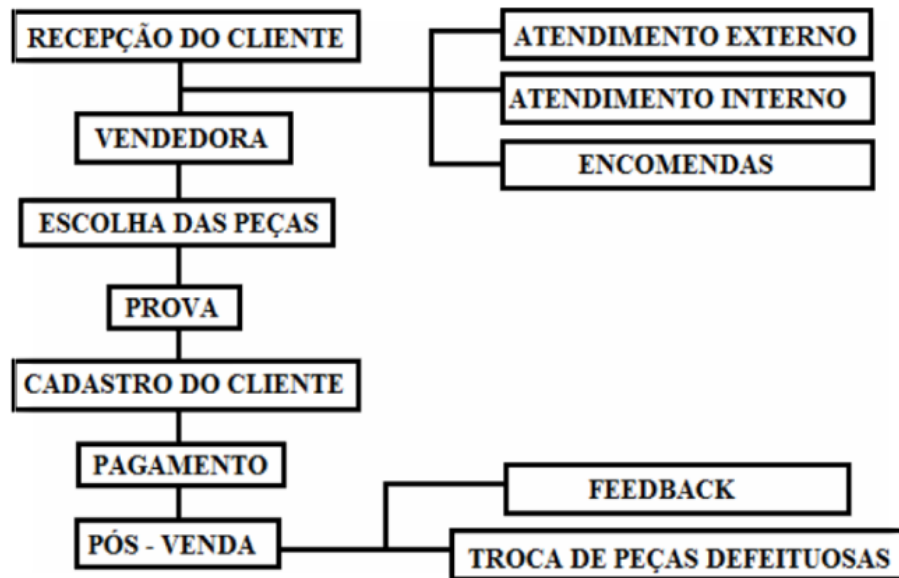 RECEPÇÃO DO CLIENTE
ATENDIMENTO EXTERNO
ATENDIMENTO INTERNO
VENDEDORA
ENCOMENDAS
ESCOLHA DAS PEÇAS
PROVA
CADASTRO DO CLIENTE
PAGAMENTO
FEEDBACK
PÓS - VENDA
TROCA DE PEÇAS DEFEITUOSAS